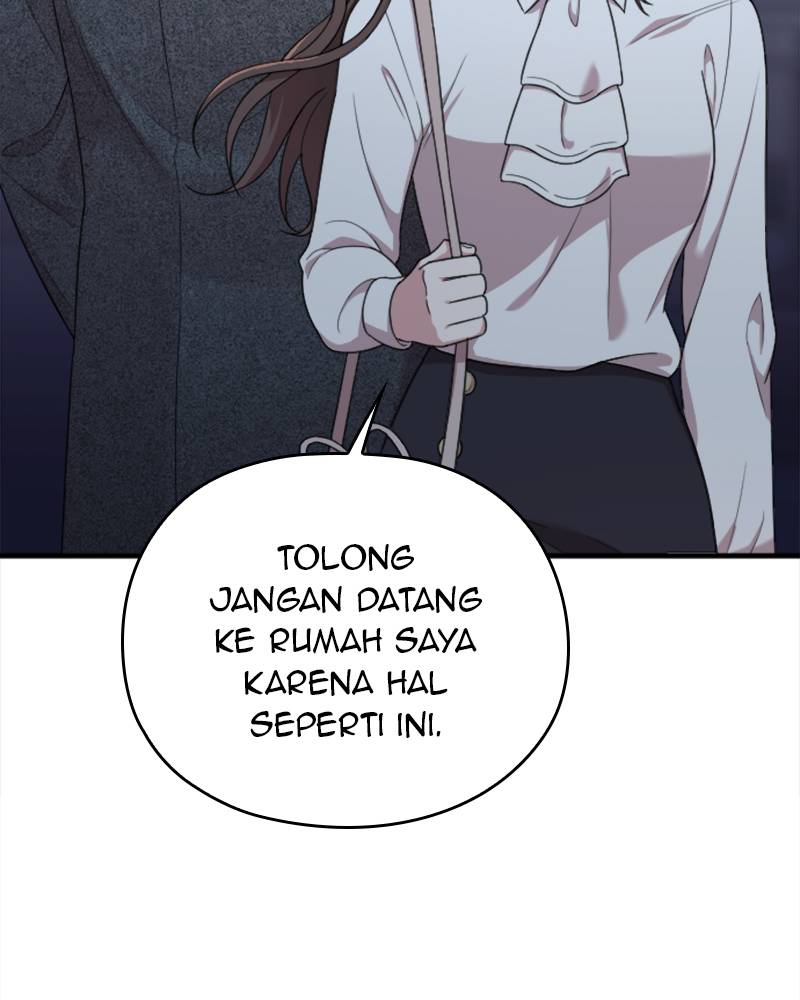 TOLONG
JANGAN DATANG
KE RUMAH SAYA
KARENA HAL
SEPERTI INI.